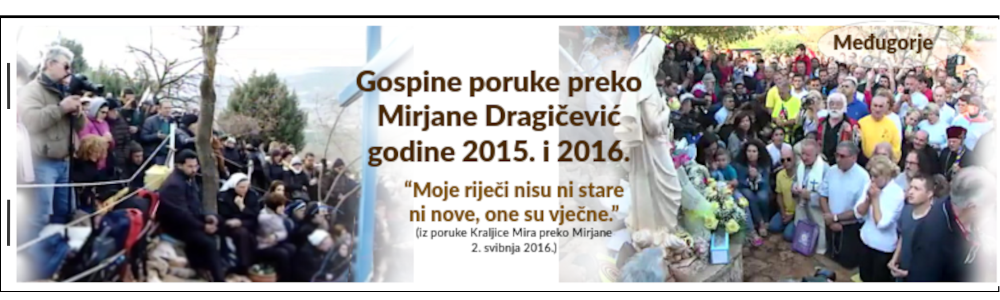 Međugorje
Gospine poruke preko
Mirjane Dragičević
godine 2015. i 2016.
“Moje riječi nisu ni stare
ni nove, one su vječne.”
(iz poruke Kraljice Mira preko Mirjane
2. svibnja 2016.)